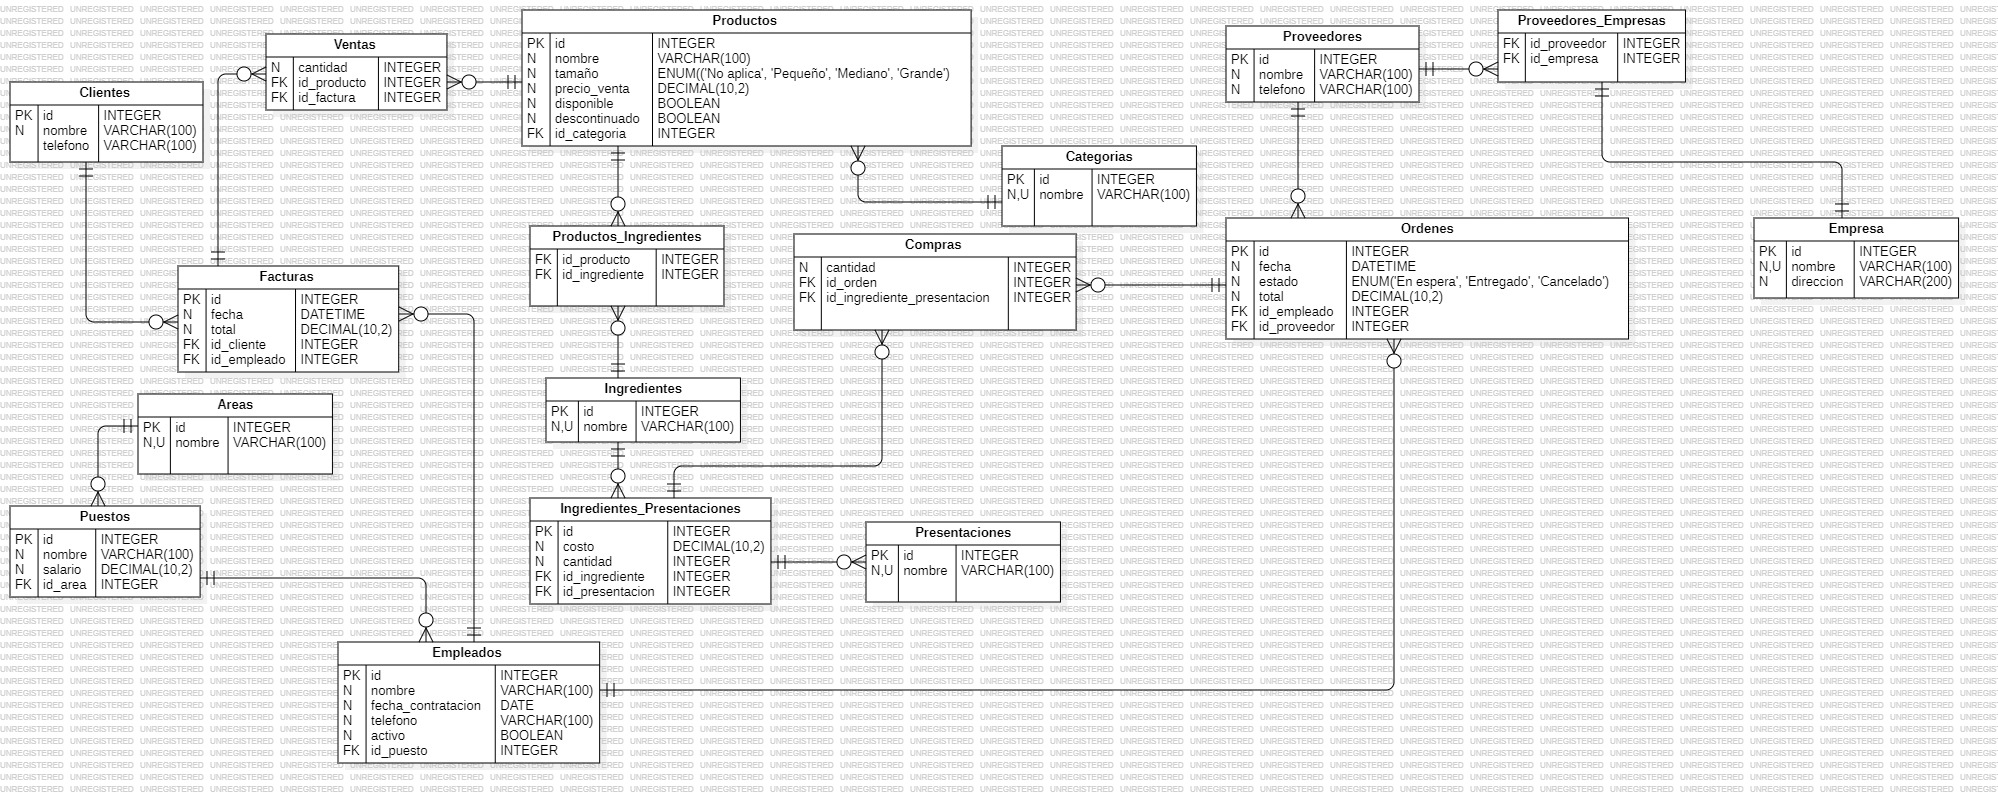 Clientes
PK id INTEGER
N nombre VARCHAR(100)
telefono VARCHAR(100)
Ventas
N cantidad INTEGER
FK id_producto INTEGER
FK id_factura INTEGER
Productos
PK id INTEGER
N nombre VARCHAR(100)
N tamaño ENUM(('No aplica', 'Pequeño', 'Mediano', 'Grande')
N precio_venta DECIMAL(10,2)
N disponible BOOLEAN
N descontinuado BOOLEAN
FK id_categoria INTEGER
Categorias
PK id INTEGER
N,U nombre VARCHAR(100)
Proveedores
PK id INTEGER
N nombre VARCHAR(100)
N telefono VARCHAR(100)
Proveedores_Empresas
FK id_proveedor INTEGER
FK id_empresa INTEGER
Empresa
PK id INTEGER
N,U nombre VARCHAR(100)
N direccion VARCHAR(200)
Ordenes
PK id INTEGER
N fecha DATETIME
N estado ENUM('En espera', 'Entregado', 'Cancelado')
N total DECIMAL(10,2)
FK id_empleado INTEGER
FK id_proveedor INTEGER
Compras
N cantidad INTEGER
FK id_orden INTEGER
FK id_ingrediente_presentacion INTEGER
Productos_Ingredientes
FK id_producto INTEGER
FK id_ingrediente INTEGER
Facturas
PK id INTEGER
N fecha DATETIME
N total DECIMAL(10,2)
FK id_cliente INTEGER
FK id_empleado INTEGER
Ingredientes
PK id INTEGER
N,U nombre VARCHAR(100)
Areas
PK id INTEGER
N,U nombre VARCHAR(100)
Puestos
PK id INTEGER
N nombre VARCHAR(100)
N salario DECIMAL(10,2)
FK id_area INTEGER
Ingredientes_Presentaciones
PK id INTEGER
N costo DECIMAL(10,2)
N cantidad INTEGER
FK id_ingrediente INTEGER
FK id_presentacion INTEGER
Presentaciones
PK id INTEGER
N,U nombre VARCHAR(100)
Empleados
PK id INTEGER
N nombre VARCHAR(100)
N fecha_contratacion DATE
N telefono VARCHAR(100)
N activo BOOLEAN
FK id_puesto INTEGER
UNREGISTERED